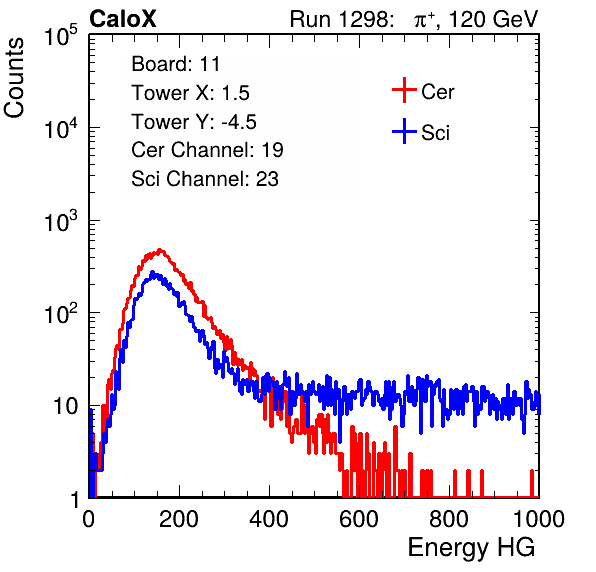 CaloX Run 1298: π⁺, 120 GeV
Counts
10⁵
10⁴
10³
10²
10
1
Board: 11
Tower X: 1.5
Tower Y: -4.5
Cer Channel: 19
Sci Channel: 23
Cer
Sci
0 200 400 600 800 1000
Energy HG